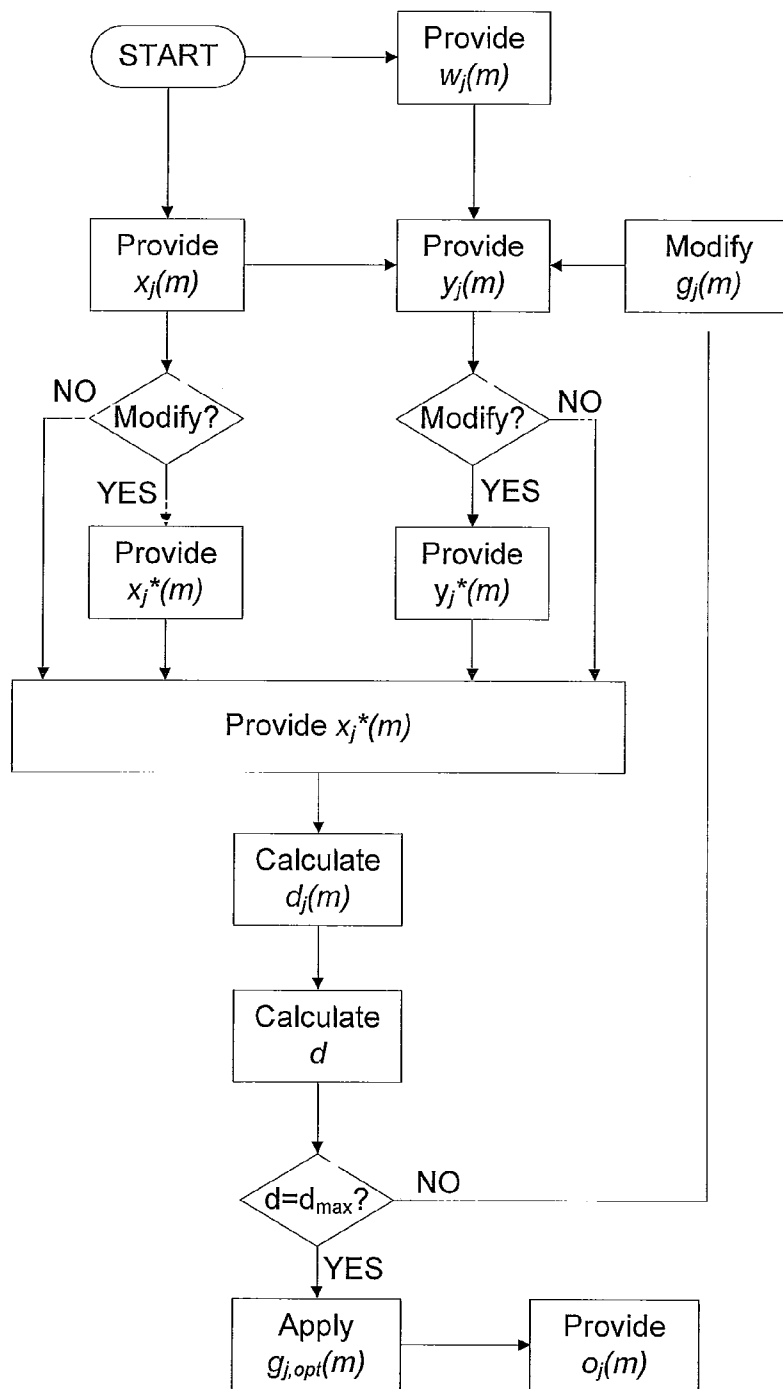 START
Provide
wj(m)
Provide
xj(m)
Provide
yj(m)
Modify
gj(m)
NO
Modify?
Modify?
NO
YES
YES
Provide
xj*(m)
Provide
yj*(m)
Provide xj*(m)
Calculate
dj(m)
Calculate
d
d=dmax?
NO
YES
Apply
gj,opt(m)
Provide
oj(m)